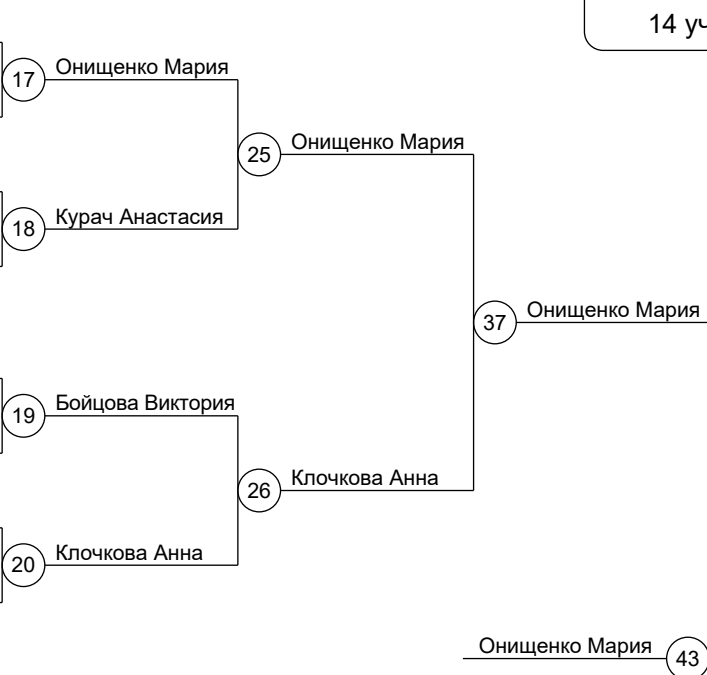 14 уч
17 Онищенко Мария
25 Онищенко Мария
18 Курач Анастасия
37 Онищенко Мария
19 Бойцова Виктория
26 Клочкова Анна
20 Клочкова Анна
Онищенко Мария 43